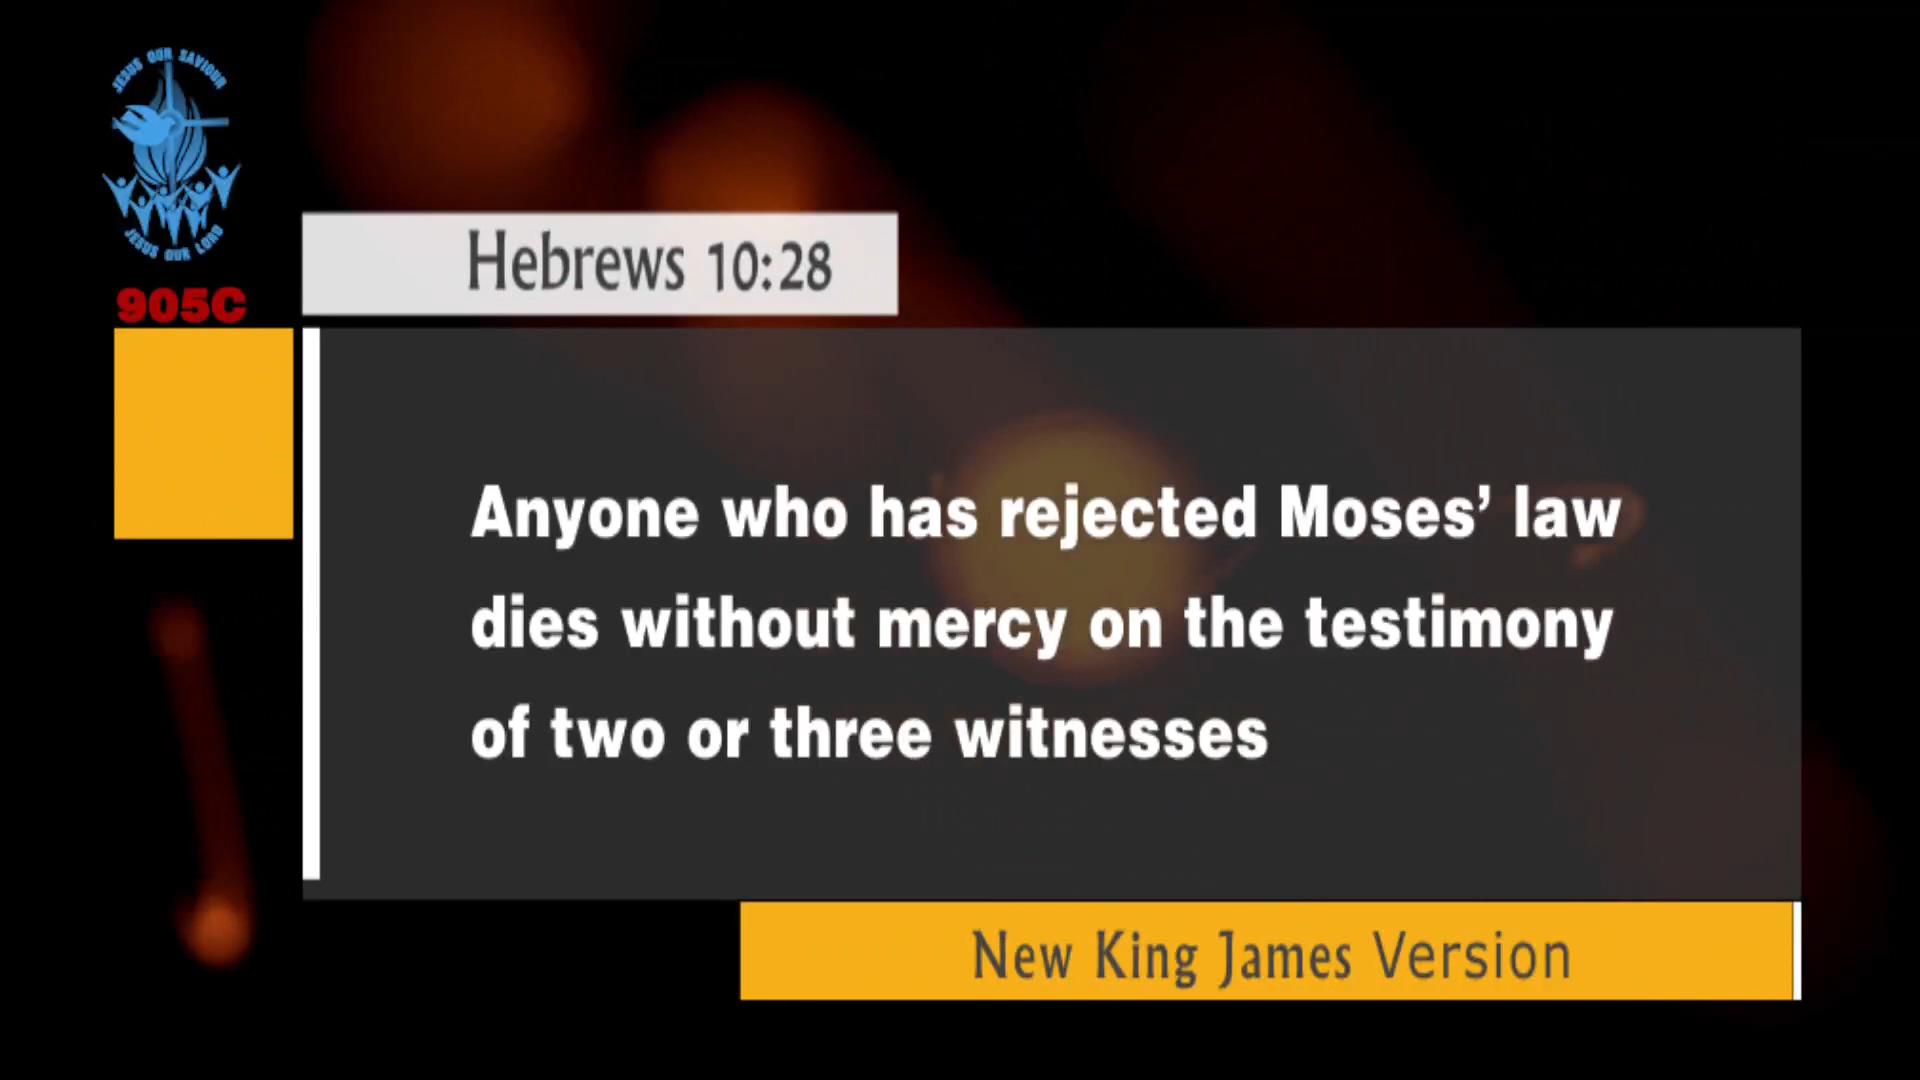 JESUS OUR SAVIOUR
JESUS OUR LORD
905C
Hebrews 10:28
Anyone who has rejected Moses’ law
dies without mercy on the testimony
of two or three witnesses
New King James Version